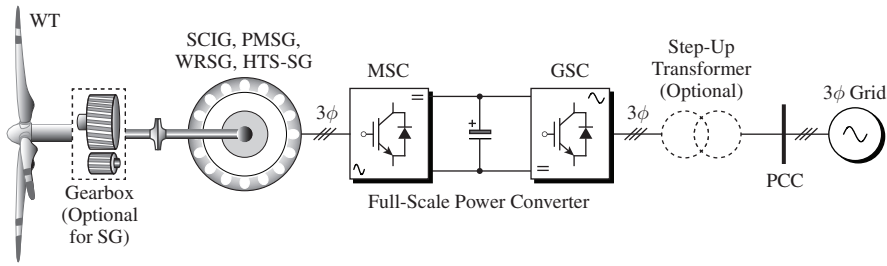 WT
SCIG, PMSG,
WRSG, HTS-SG
Gearbox
(Optional
for SG)
3ϕ
MSC
=
~
+
GSC
~
=
Full-Scale Power Converter
3ϕ
Step-Up
Transformer
(Optional)
PCC
3ϕ Grid
~